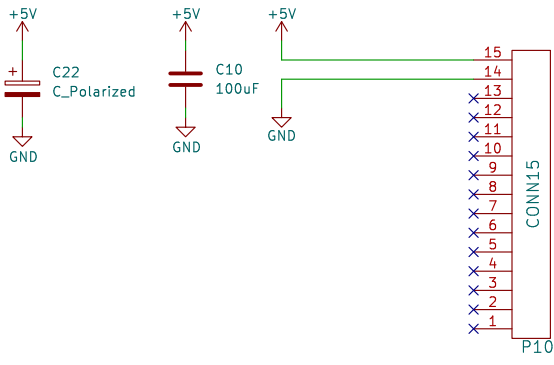 +5V
+5V
+5V
+
C22
C_Polarized
GND
C10
100uF
GND
GND
15
14
13
12
11
10
9
8
7
6
5
4
3
2
1
CONN15
P10